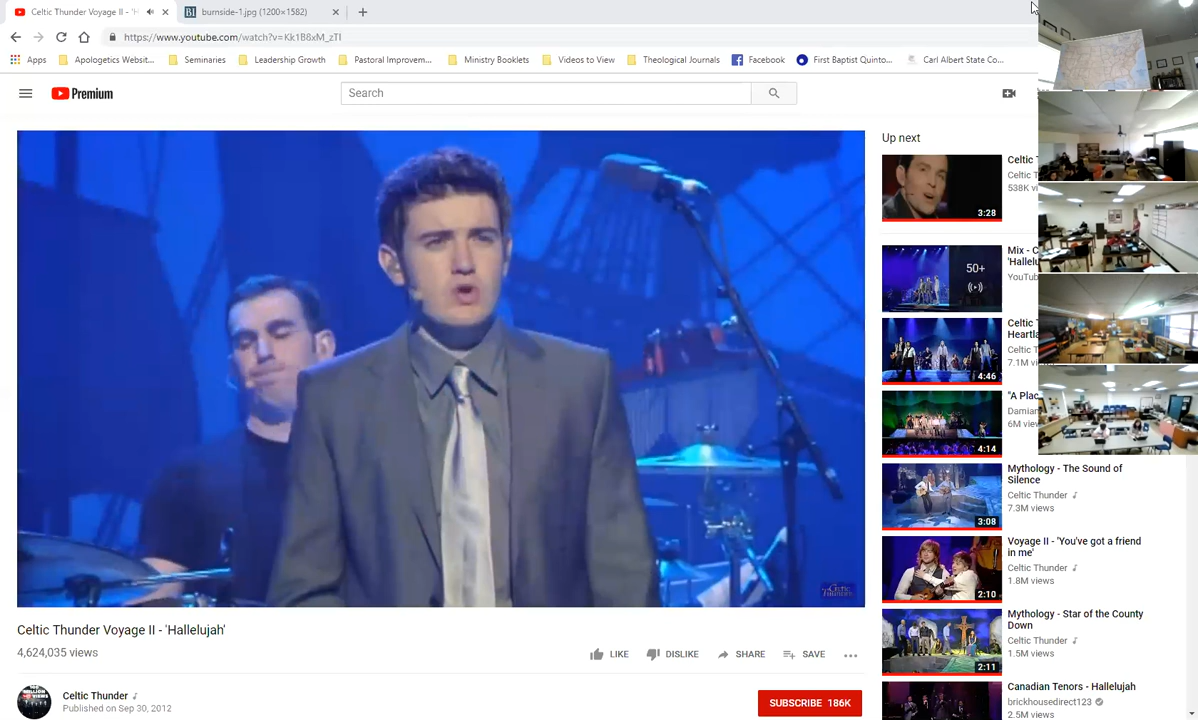 Celtic Thunder Voyage II - 'H
burnside-1.jpg (1200×1582)
https://www.youtube.com/watch?v=Kk1B8xM_zTI
Apps
Apologetics Websit...
Seminaries
Leadership Growth
Pastoral Improvem...
Ministry Booklets
Videos to View
Theological Journals
Facebook
First Baptist Quinto...
Carl Albert State Co...
Premium
Search
CELTIC THUNDER
Celtic Thunder Voyage II - 'Hallelujah'
4,624,035 views
LIKE
DISLIKE
SHARE
SAVE
Celtic Thunder
Published on Sep 30, 2012
SUBSCRIBE 186K
Up next
3:28
Celtic T
Celtic T
538K vi
50+
Mix - C
'Hallelu
YouTub
4:46
Celtic T
Heartla
Celtic T
7.1M vi
4:14
"A Plac
Damian
6M view
3:08
Mythology - The Sound of
Silence
Celtic Thunder
7.3M views
2:10
Voyage II - 'You've got a friend
in me'
Celtic Thunder
1.8M views
2:11
Mythology - Star of the County
Down
Celtic Thunder
1.5M views
Canadian Tenors - Hallelujah
brickhousedirect123
2.5M views